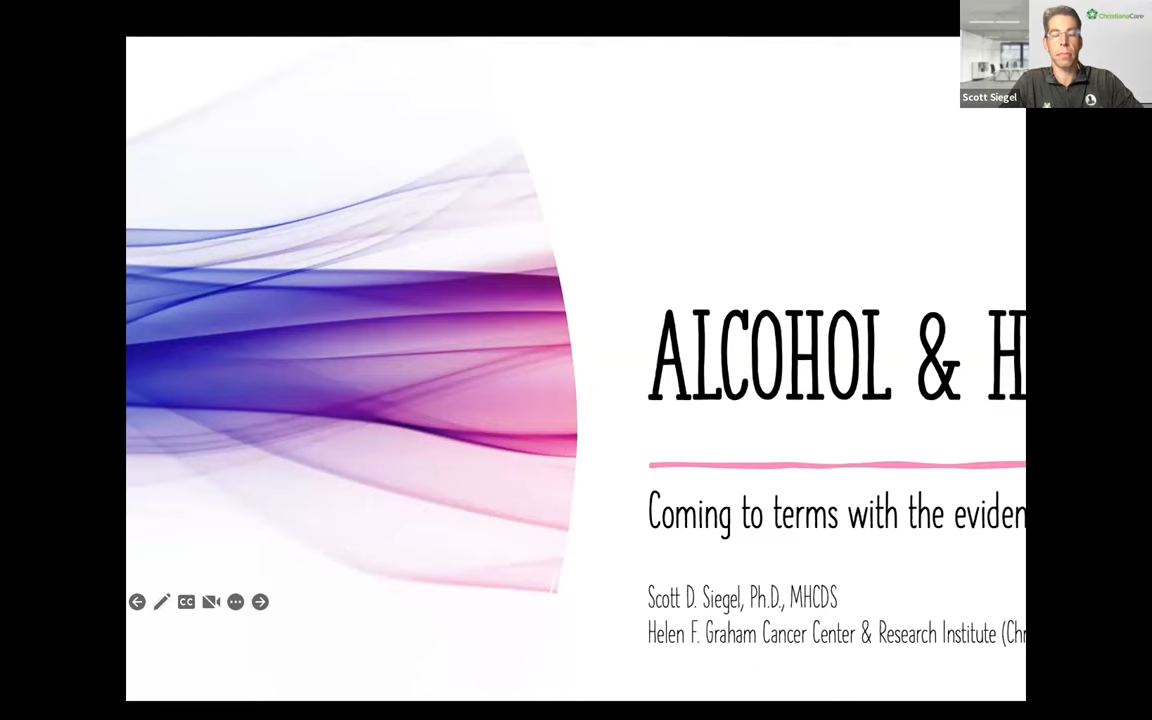 ChristianaCare
Scott Siegel
ALCOHOL & H
Coming to terms with the eviden
Scott D. Siegel, Ph.D., MHCDS
Helen F. Graham Cancer Center & Research Institute (Chr
CC